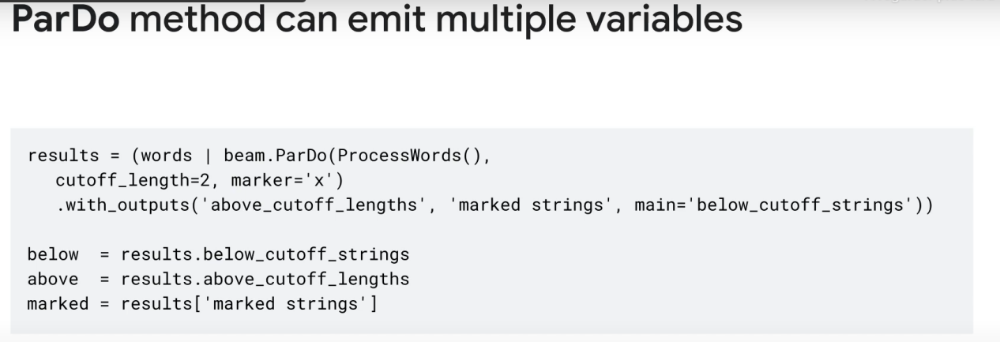 ParDo method can emit multiple variables
results = (words | beam.ParDo(ProcessWords(),
cutoff_length=2, marker='x')
.with_outputs('above_cutoff_lengths', 'marked strings', main='below_cutoff_strings'))
below = results.below_cutoff_strings
above = results.above_cutoff_lengths
marked = results['marked strings']